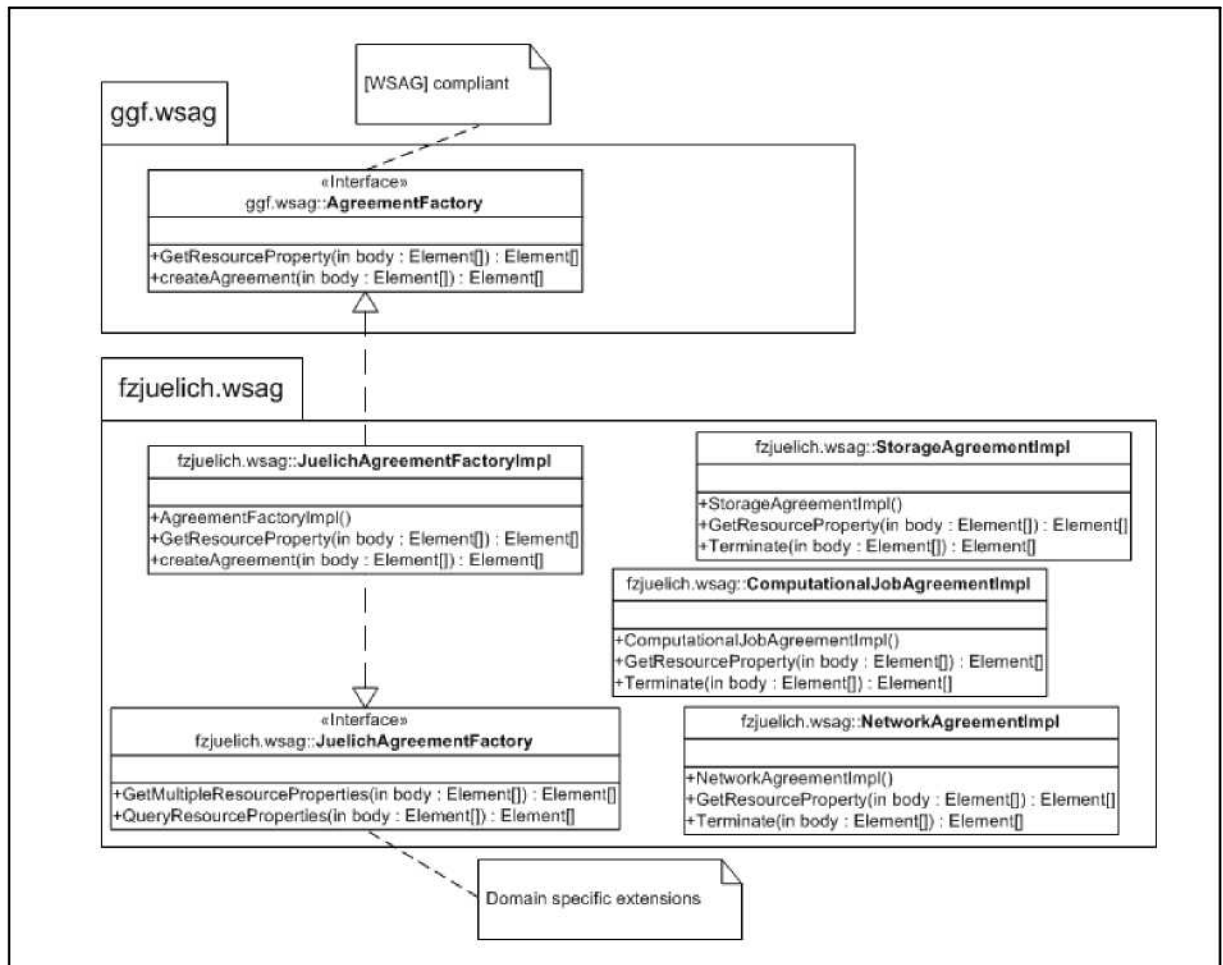 [WSAG] compliant
ggf.wsag
«Interface»
ggf.wsag::AgreementFactory
+GetResourceProperty(in body : Element[]) : Element[]
+createAgreement(in body : Element[]) : Element[]
fzjuelich.wsag
fzjuelich.wsag::JuelichAgreementFactoryImpl
+AgreementFactoryImpl()
+GetResourceProperty(in body : Element[]) : Element[]
+createAgreement(in body : Element[]) : Element[]
fzjuelich.wsag::StorageAgreementImpl
+StorageAgreementImpl()
+GetResourceProperty(in body : Element[]) : Element[]
+Terminate(in body : Element[]) : Element[]
fzjuelich.wsag::ComputationalJobAgreementImpl
+ComputationalJobAgreementImpl()
+GetResourceProperty(in body : Element[]) : Element[]
+Terminate(in body : Element[]) : Element[]
«Interface»
fzjuelich.wsag::JuelichAgreementFactory
+GetMultipleResourceProperties(in body : Element[]) : Element[]
+QueryResourceProperties(in body : Element[]) : Element[]
fzjuelich.wsag::NetworkAgreementImpl
+NetworkAgreementImpl()
+GetResourceProperty(in body : Element[]) : Element[]
+Terminate(in body : Element[]) : Element[]
Domain specific extensions